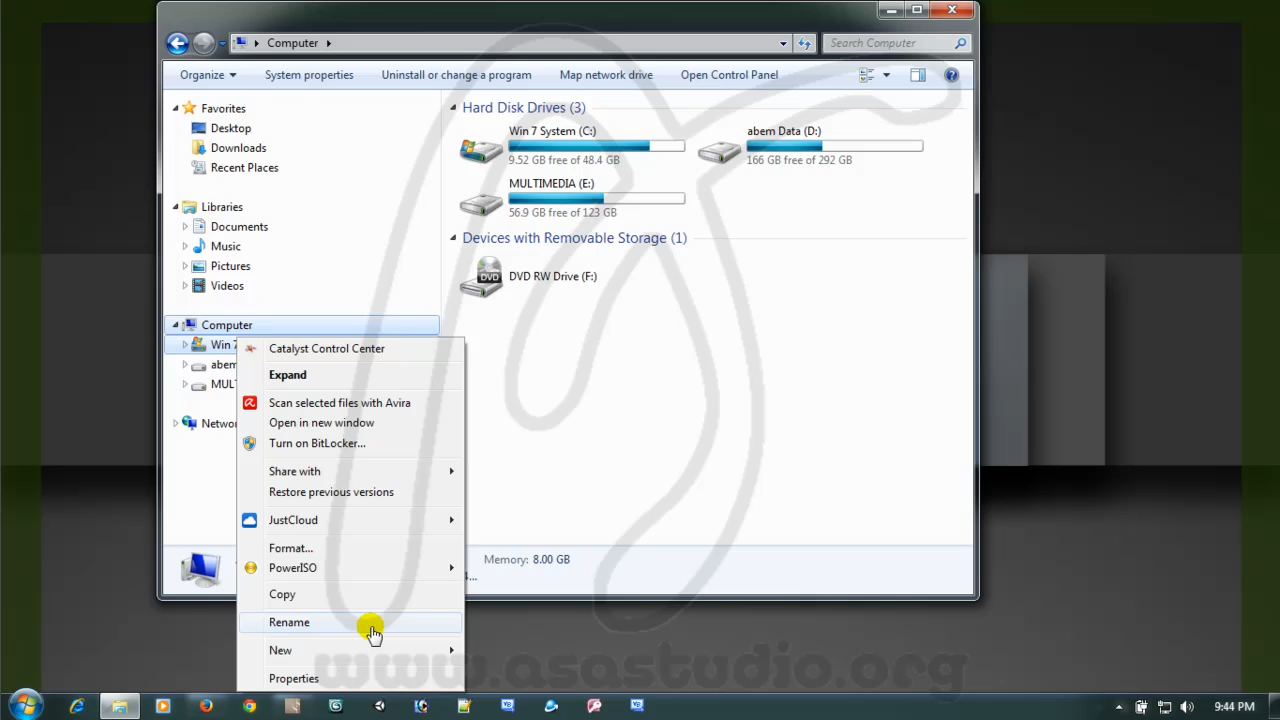 Computer
Search Computer
Organize
System properties
Uninstall or change a program
Map network drive
Open Control Panel
Favorites
Desktop
Downloads
Recent Places
Libraries
Documents
Music
Pictures
Videos
Computer
Win 7
abem
MULT
Netwo
Hard Disk Drives (3)
Win 7 System (C:)
9.52 GB free of 48.4 GB
abem Data (D:)
166 GB free of 292 GB
MULTIMEDIA (E:)
56.9 GB free of 123 GB
Devices with Removable Storage (1)
DVD
DVD RW Drive (F:)
Catalyst Control Center
Expand
Scan selected files with Avira
Open in new window
Turn on BitLocker...
Share with
Restore previous versions
JustCloud
Format...
PowerISO
Copy
Rename
New
Properties
Memory: 8.00 GB
4...
www.asastudio.org
9:44 PM